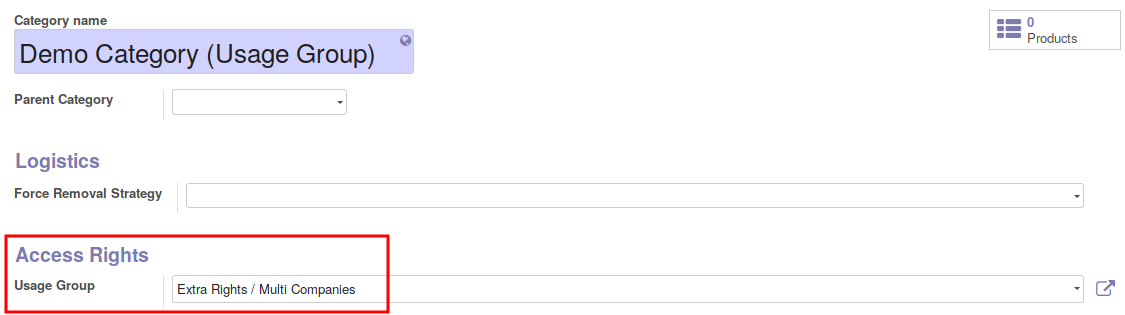 Category name
Demo Category (Usage Group)
0
Products
Parent Category
Logistics
Force Removal Strategy
Access Rights
Usage Group
Extra Rights / Multi Companies